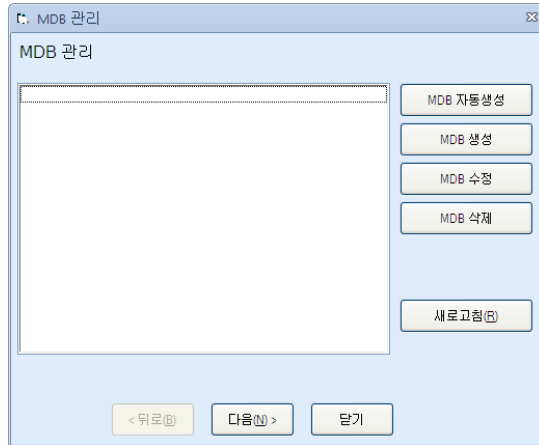 MDB 관리
MDB 관리
MDB 자동생성
MDB 생성
MDB 수정
MDB 삭제
새로고침(R)
< 뒤로(B)
다음(N) >
닫기